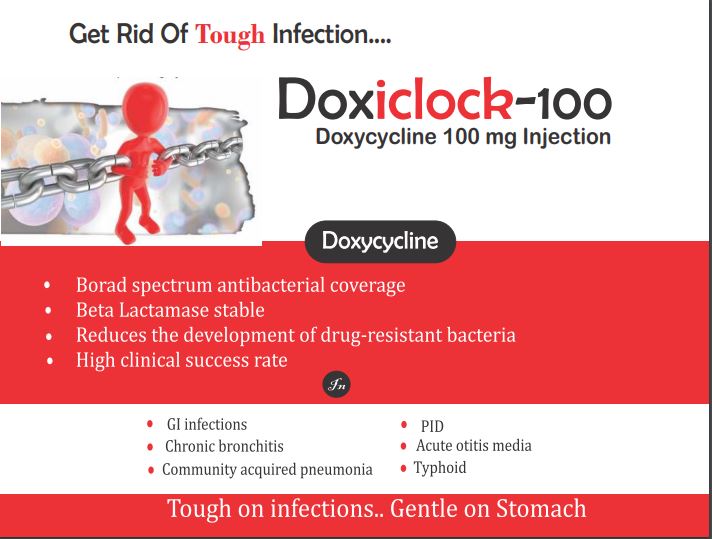 Get Rid Of Tough Infection....
Doxiclock-100
Doxycycline 100 mg Injection
Doxycycline
• Borad spectrum antibacterial coverage
• Beta Lactamase stable
• Reduces the development of drug-resistant bacteria
• High clinical success rate
In
• GI infections
• Chronic bronchitis
• Community acquired pneumonia
• PID
• Acute otitis media
• Typhoid
Tough on infections.. Gentle on Stomach